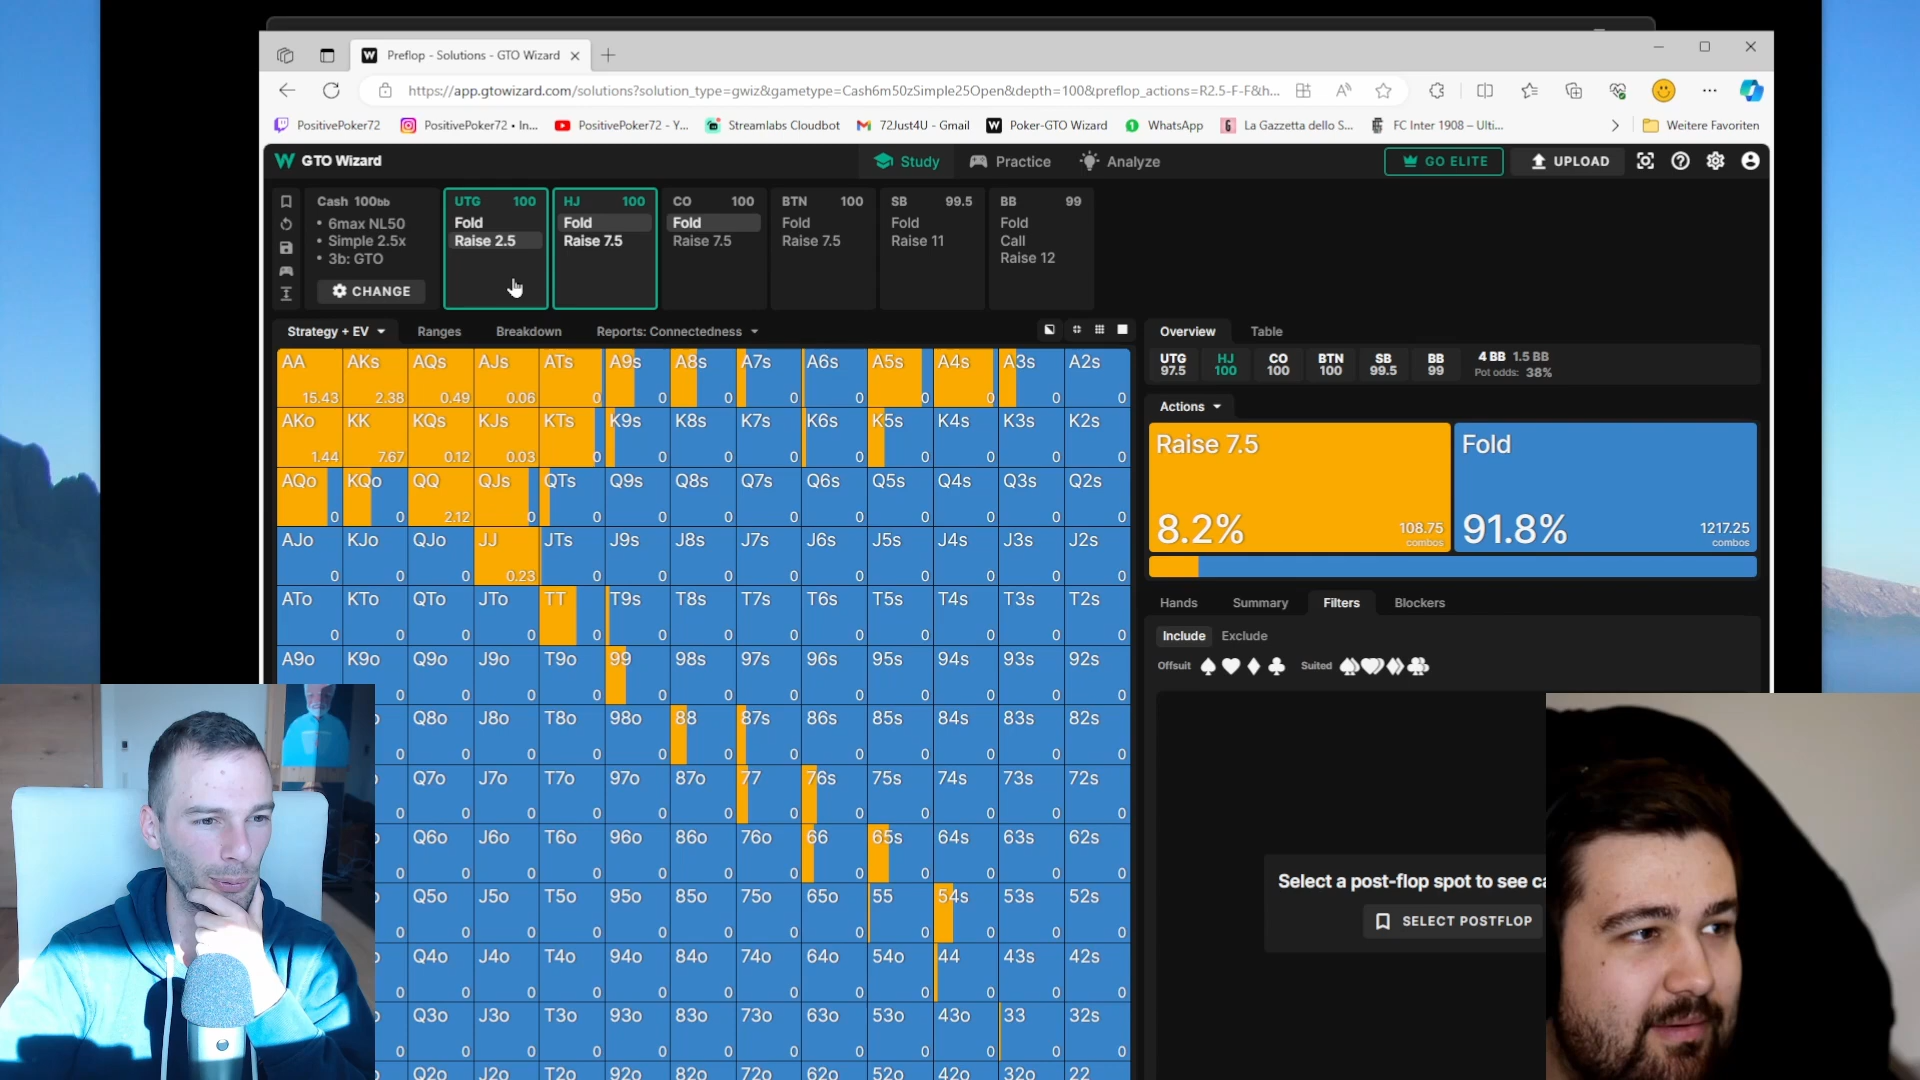 Preflop - Solutions - GTO Wizard
https://app.gtowizard.com/solutions?solution_type=gwiz&gametype=Cash6m50zSimple25Open&depth=100&preflop_actions=R2.5-F-F&h...
PositivePoker72
PositivePoker72 • In...
PositivePoker72 - Y...
Streamlabs Cloudbot
72Just4U - Gmail
Poker-GTO Wizard
WhatsApp
La Gazzetta dello S...
FC Inter 1908 – Ulti...
Weitere Favoriten
GTO Wizard
Study
Practice
Analyze
GO ELITE
UPLOAD
Cash 100bb
• 6max NL50
• Simple 2.5x
• 3b: GTO
CHANGE
UTG 100
Fold
Raise 2.5
HJ 100
Fold
Raise 7.5
CO 100
Fold
Raise 7.5
BTN 100
Fold
Raise 7.5
SB 99.5
Fold
Raise 11
BB 99
Fold
Call
Raise 12
Strategy + EV
Ranges
Breakdown
Reports: Connectedness
AA AKs AQs AJs ATs A9s A8s A7s A6s A5s A4s A3s A2s
15.43 2.38 0.49 0.06 0 0 0 0 0 0 0 0 0
AKo KK KQs KJs KTs K9s K8s K7s K6s K5s K4s K3s K2s
1.44 7.67 0.12 0.03 0 0 0 0 0 0 0 0 0
AQo KQo QQ QJs QTs Q9s Q8s Q7s Q6s Q5s Q4s Q3s Q2s
0 0 2.12 0 0 0 0 0 0 0 0 0 0
AJo KJo QJo JJ JTs J9s J8s J7s J6s J5s J4s J3s J2s
0 0 0 0.23 0 0 0 0 0 0 0 0 0
ATo KTo QTo JTo TT T9s T8s T7s T6s T5s T4s T3s T2s
0 0 0 0 0 0 0 0 0 0 0 0 0
A9o K9o Q9o J9o T9o 99 98s 97s 96s 95s 94s 93s 92s
0 0 0 0 0 0 0 0 0 0 0 0
Q8o J8o T8o 98o 88 87s 86s 85s 84s 83s 82s
0 0 0 0 0 0 0 0 0 0 0 0
Q7o J7o T7o 97o 87o 77 76s 75s 74s 73s 72s
0 0 0 0 0 0 0 0 0 0 0 0
Q6o J6o T6o 96o 86o 76o 66 65s 64s 63s 62s
0 0 0 0 0 0 0 0 0 0 0 0
Q5o J5o T5o 95o 85o 75o 65o 55 54s 53s 52s
0 0 0 0 0 0 0 0 0 0 0 0
Q4o J4o T4o 94o 84o 74o 64o 54o 44 43s 42s
0 0 0 0 0 0 0 0 0 0 0 0
Q3o J3o T3o 93o 83o 73o 63o 53o 43o 33 32s
0 0 0 0 0 0 0 0 0 0 0 0
Q2o J2o T2o 92o 82o 72o 62o 52o 42o 32o 22
Overview
Table
UTG HJ CO BTN SB BB
97.5 100 100 100 99.5 99
4 BB 1.5 BB
Pot odds: 38%
Actions
Raise 7.5
8.2%
108.75
combos
Fold
91.8%
1217.25
combos
Hands
Summary
Filters
Blockers
Include
Exclude
Offsuit
Suited
Select a post-flop spot to see
SELECT POSTFLOP